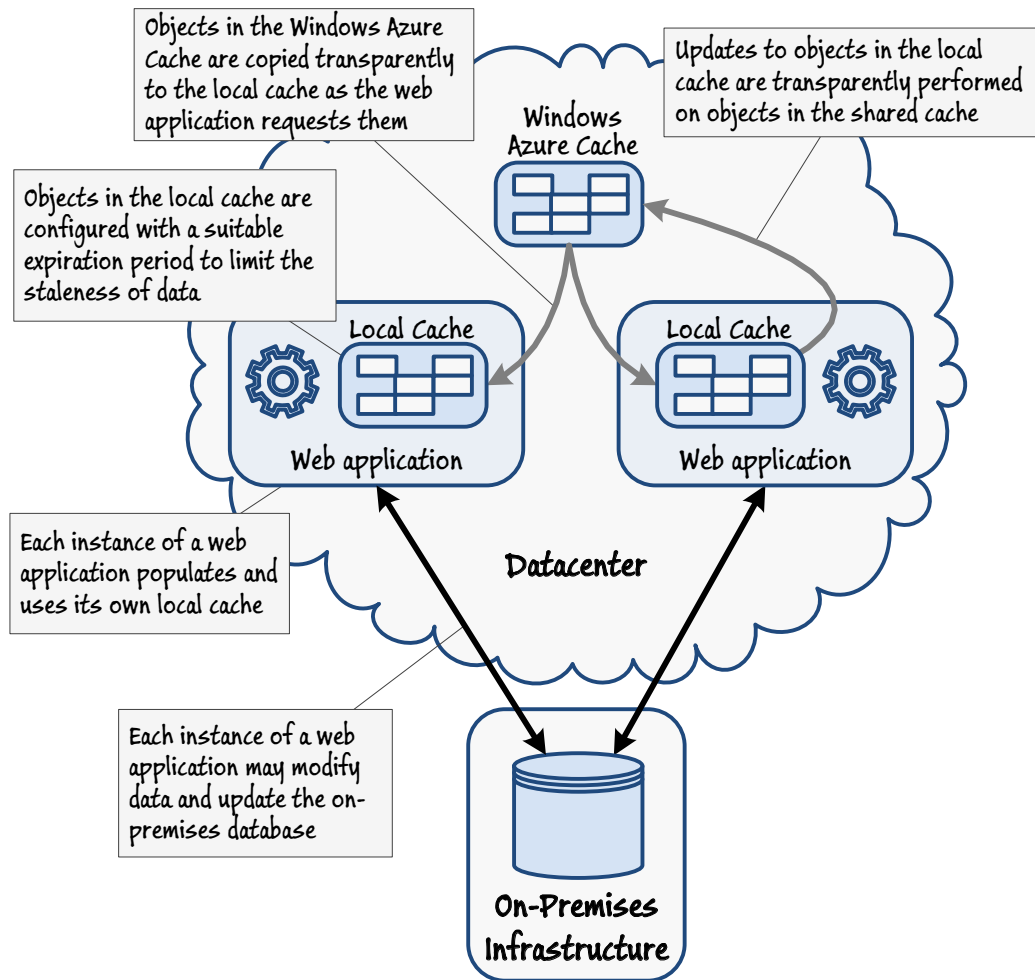 Objects in the Windows Azure
Cache are copied transparently
to the local cache as the web
application requests them
Updates to objects in the local
cache are transparently performed
on objects in the shared cache
Windows
Azure Cache
Objects in the local cache are
configured with a suitable
expiration period to limit the
staleness of data
Local Cache
Web application
Local Cache
Web application
Each instance of a web
application populates and
uses its own local cache
Datacenter
Each instance of a web
application may modify
data and update the on-
premises database
On-Premises
Infrastructure